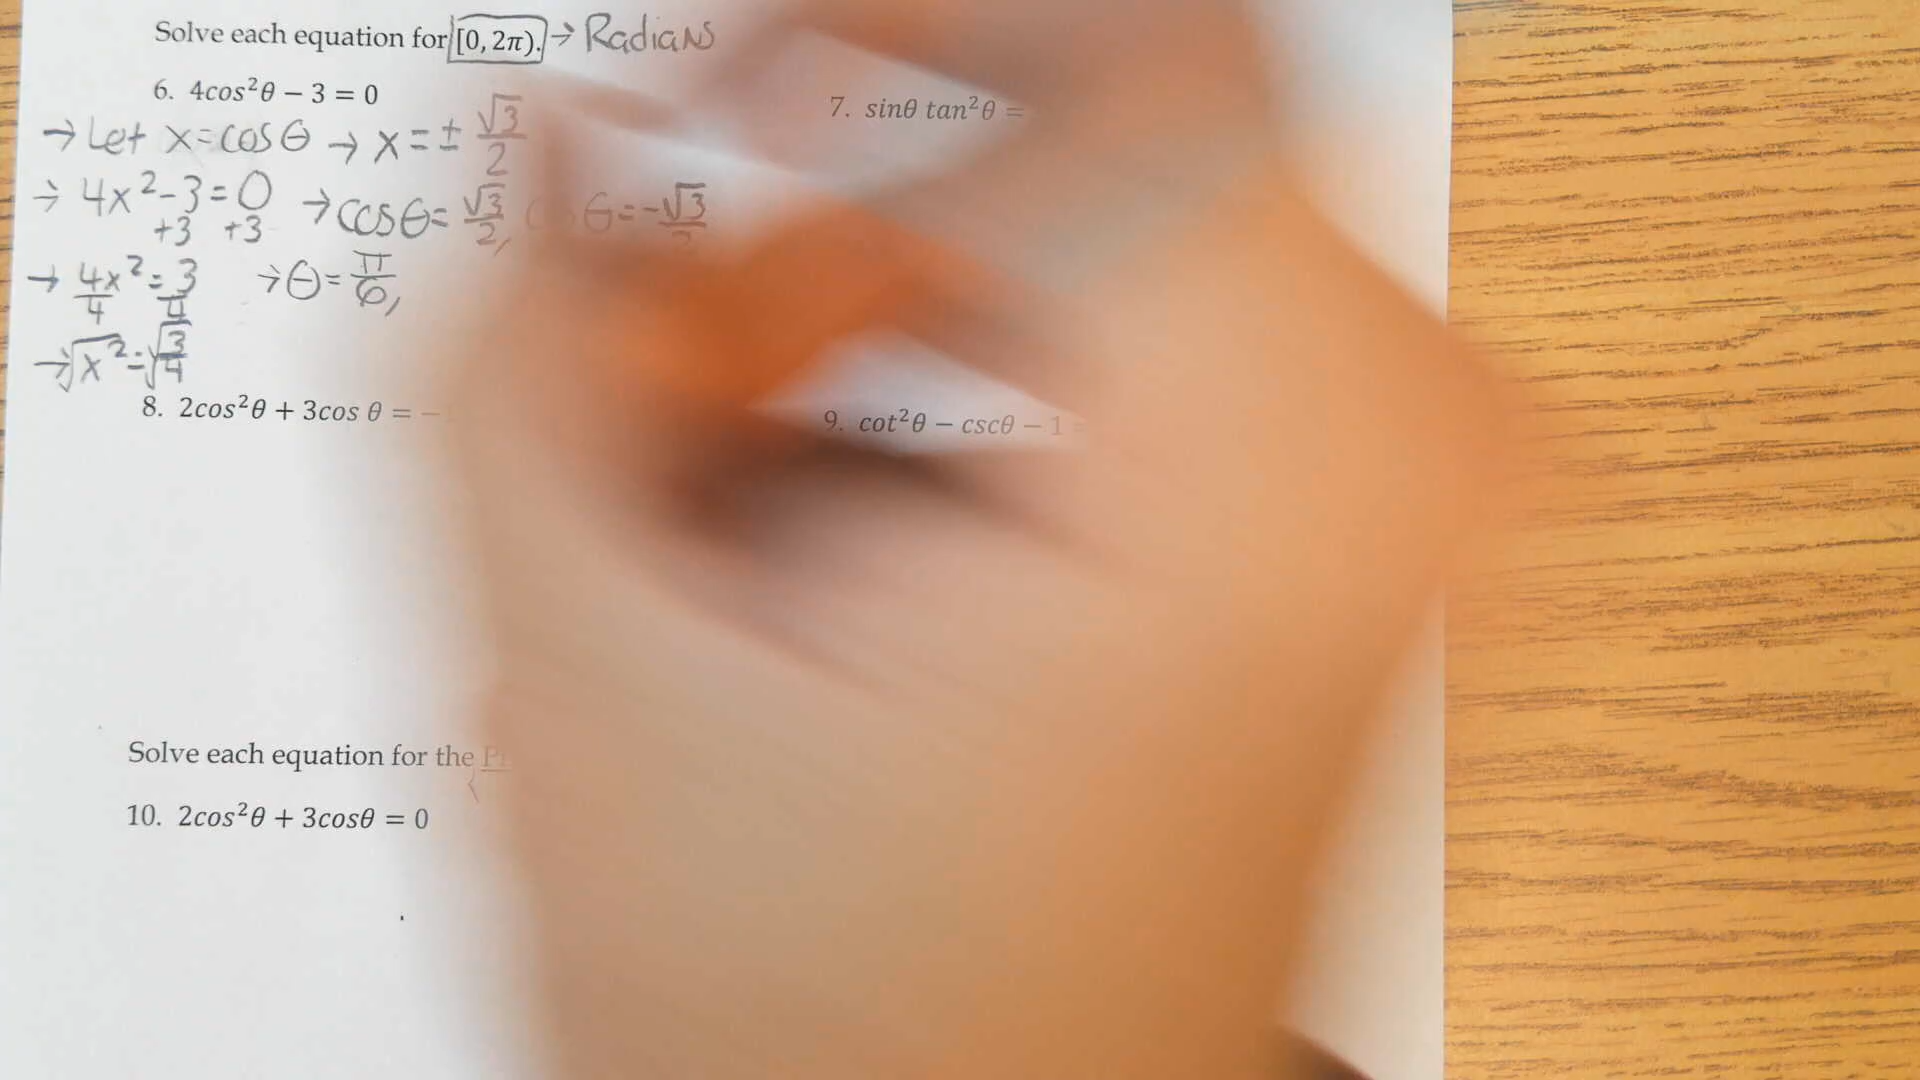 Solve each equation for [0, 2π). → Radians
6. 4cos²θ − 3 = 0
→ Let x = cos θ → x = ± √3/2
→ 4x² - 3 = 0 → cos θ = √3/2, θ = -√3
+3 +3
→ 4x²/4 = 3/4 → θ = π/6,
→ √x² = √3/4
7. sinθ tan²θ =
8. 2cos²θ + 3cos θ = −
9. cot²θ − cscθ − 1
Solve each equation for the
10. 2cos²θ + 3cosθ = 0